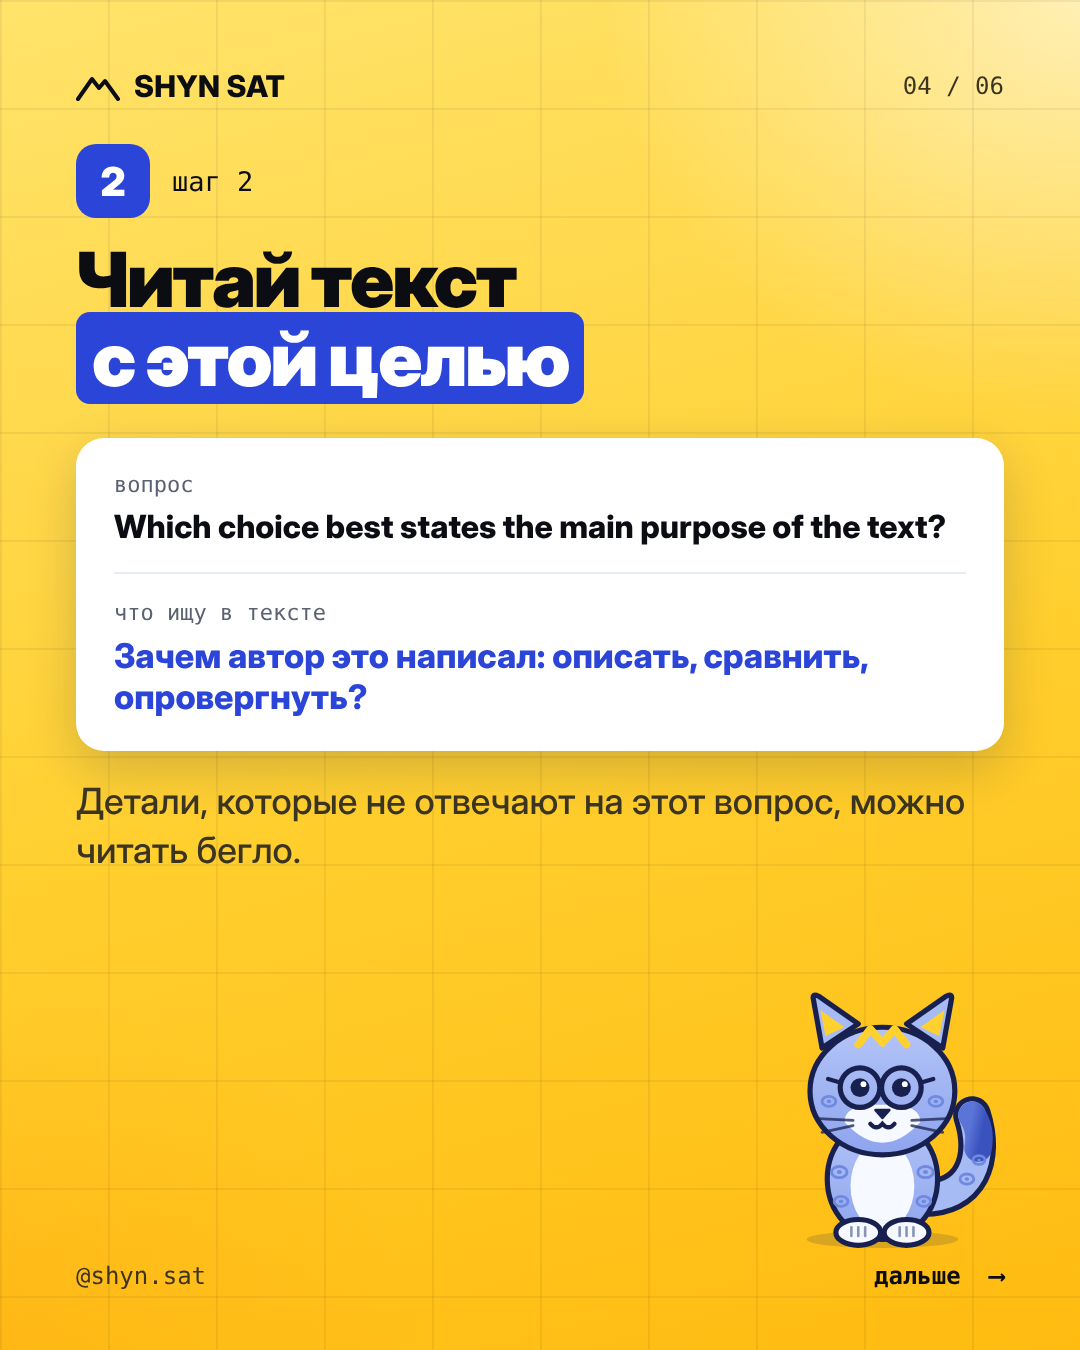 SHYN SAT
04 / 06
2
шаг 2
Читай текст
с этой целью
вопрос
Which choice best states the main purpose of the text?
что ищу в тексте
Зачем автор это написал: описать, сравнить,
опровергнуть?
Детали, которые не отвечают на этот вопрос, можно
читать бегло.
@shyn.sat
дальше →